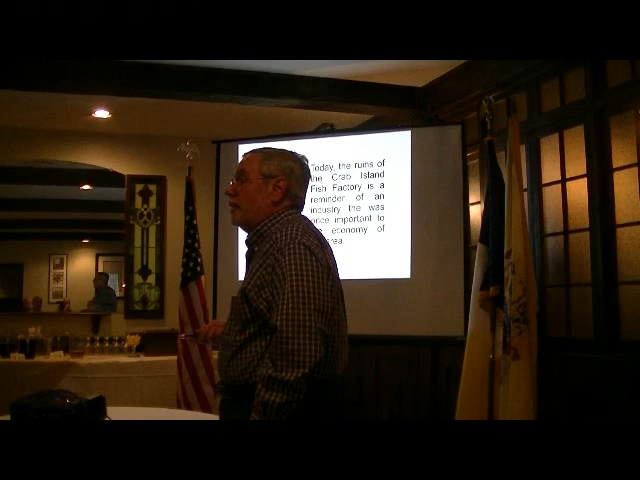 Today, the ruins of
the Crab Island
Fish Factory is a
reminder of an
industry the was
once important to
economy of
area.